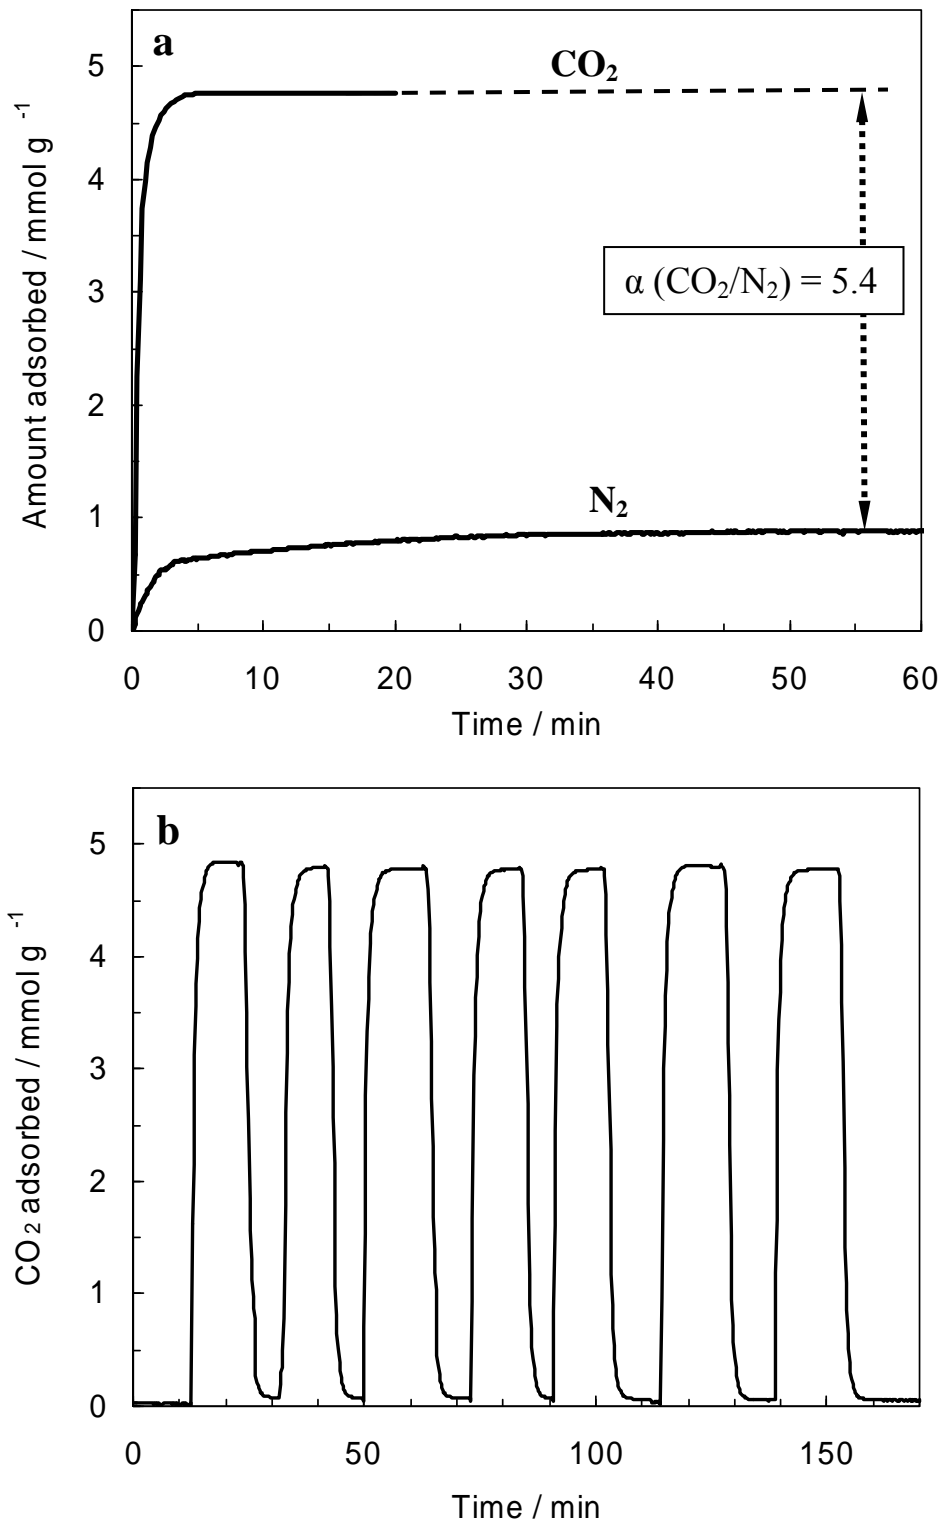 a
CO₂
5
4
3
2
1
0
Amount adsorbed / mmol g ⁻¹
α (CO₂/N₂) = 5.4
N₂
0 10 20 30 40 50 60
Time / min
b
5
4
3
2
1
0
CO₂ adsorbed / mmol g ⁻¹
0 50 100 150
Time / min